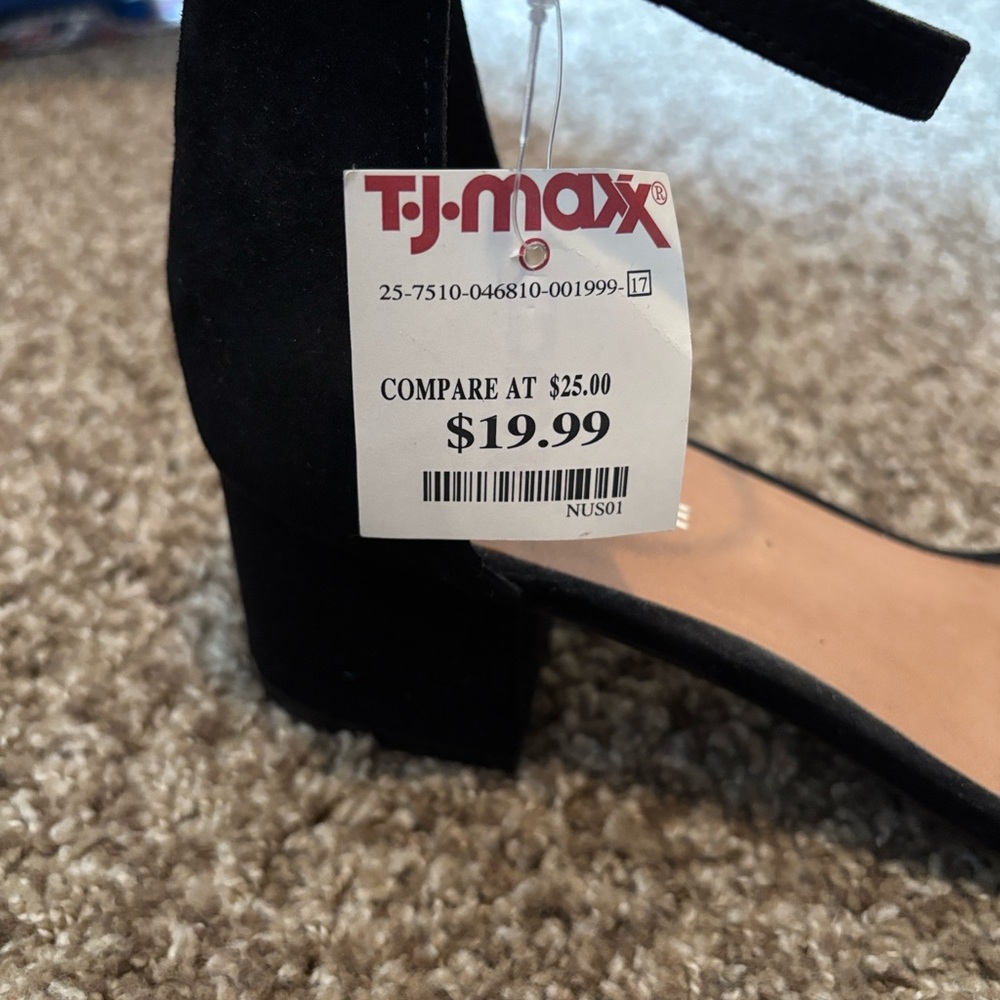 T·J·maxx®
25-7510-046810-001999-17
COMPARE AT $25.00
$19.99
NUS01